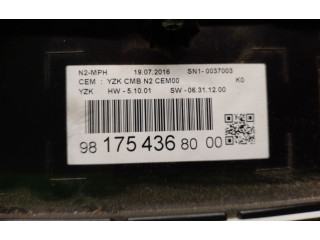 N2-MPH 19.07.2016 SN1-0037003
CEM : YZK CMB N2 CEM00 K0
YZK HW - 5.10.01 SW - 06.31.12.00
98 175 436 80 00